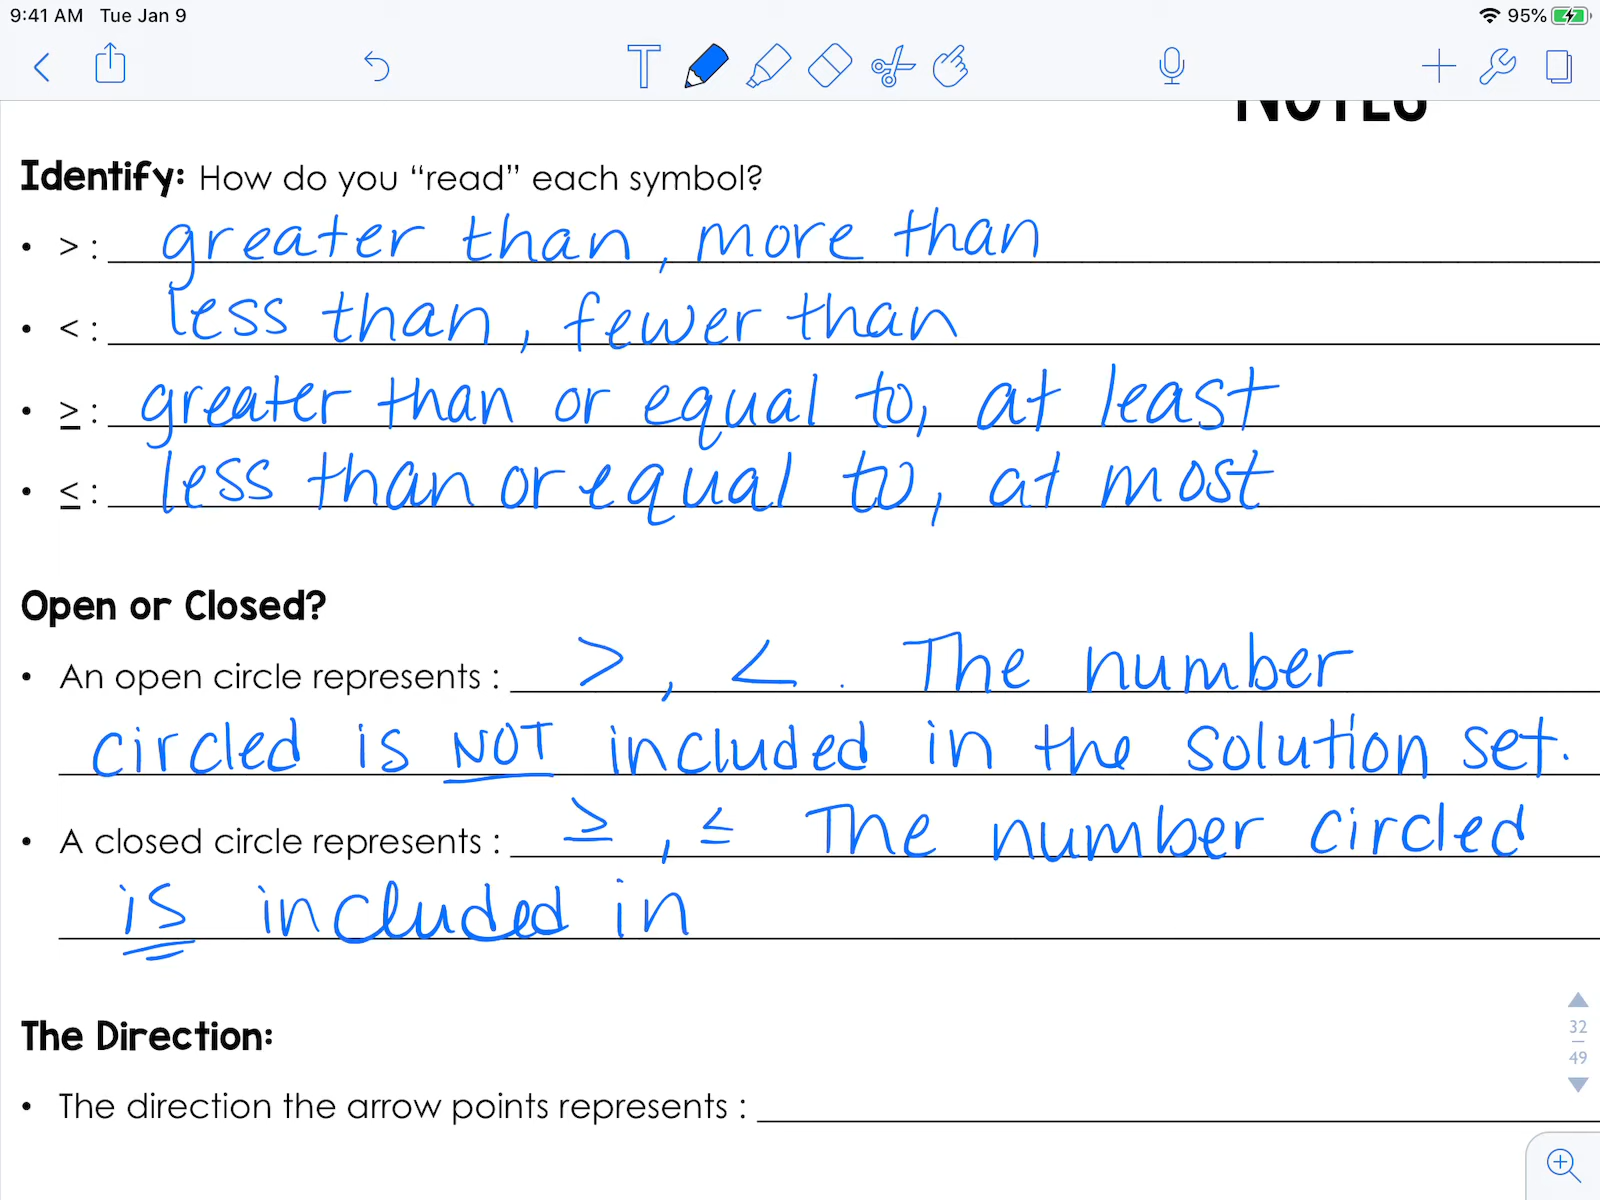 9:41 AM Tue Jan 9 95%
T
NOTES
Identify: How do you “read” each symbol?
• > : greater than, more than
• < : less than, fewer than
• ≥ : greater than or equal to, at least
• ≤ : less than or equal to, at most
Open or Closed?
• An open circle represents : >, <. The number
circled is NOT included in the solution set.
• A closed circle represents : ≥, ≤ The number circled
is included in
The Direction:
32
49
• The direction the arrow points represents :